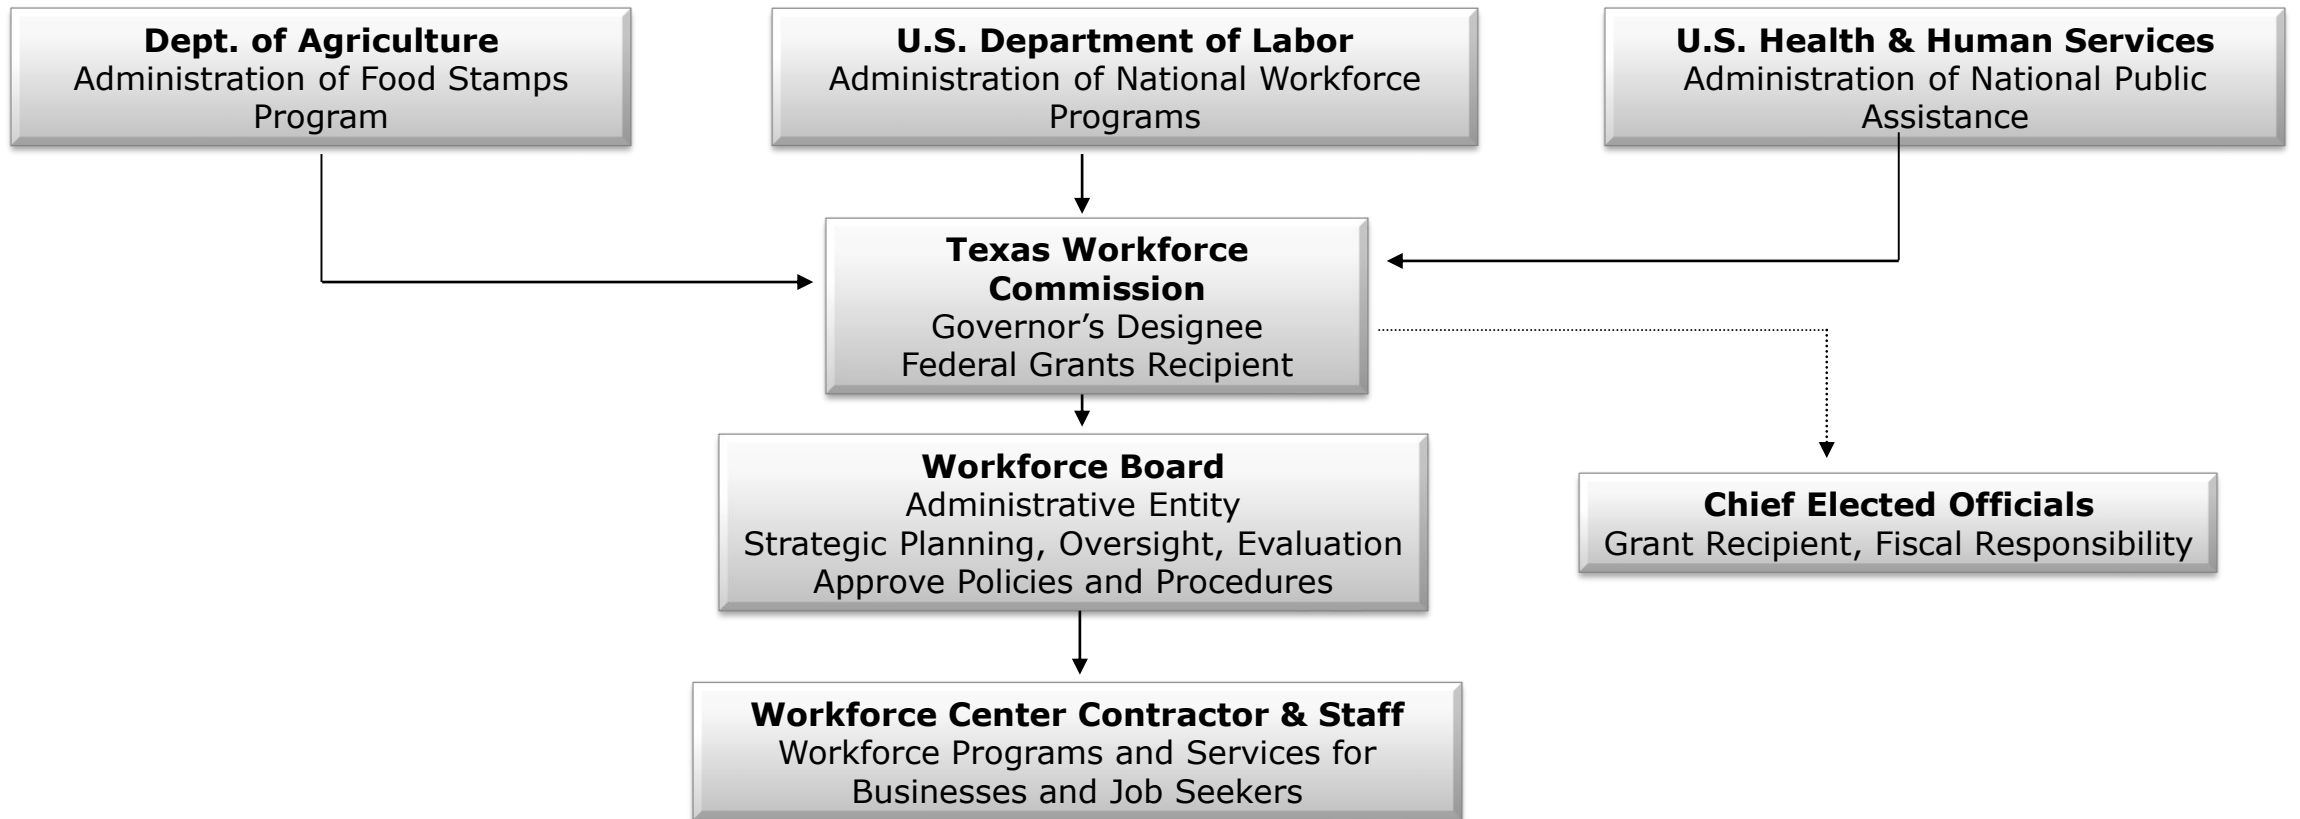 Dept. of Agriculture
Administration of Food Stamps
Program
U.S. Department of Labor
Administration of National Workforce
Programs
U.S. Health & Human Services
Administration of National Public
Assistance
Texas Workforce
Commission
Governor’s Designee
Federal Grants Recipient
Workforce Board
Administrative Entity
Strategic Planning, Oversight, Evaluation
Approve Policies and Procedures
Chief Elected Officials
Grant Recipient, Fiscal Responsibility
Workforce Center Contractor & Staff
Workforce Programs and Services for
Businesses and Job Seekers